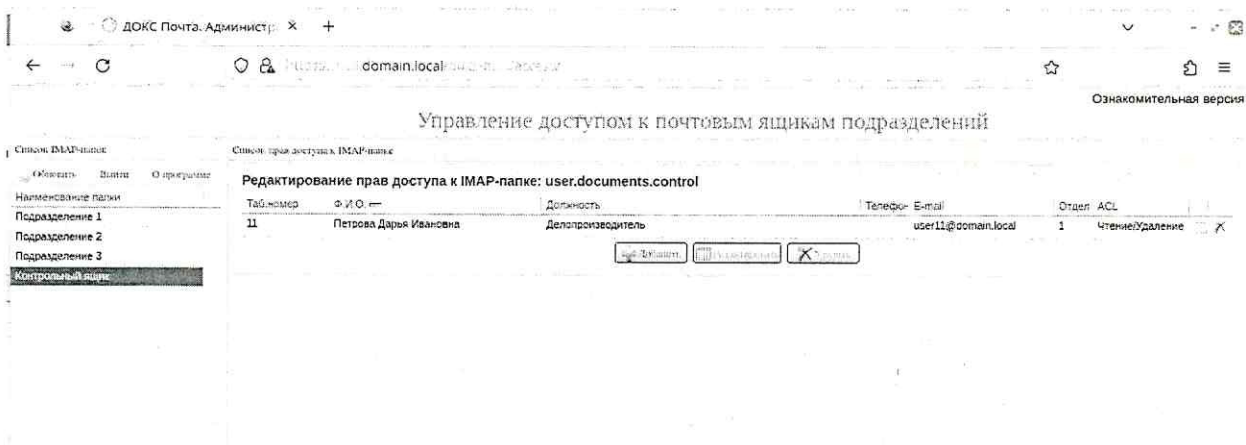 ДОКС Почта. Администр
domain.local
Ознакомительная версия
Управление доступом к почтовым ящикам подразделений
Список IMAP-папок
Список прав доступа к IMAP-папке
Обновить Выйти О программе
Редактирование прав доступа к IMAP-папке: user.documents.control
Наименование папки
Таб.номер Ф.И.О. Должность Телефон E-mail Отдел ACL
Подразделение 1
11 Петрова Дарья Ивановна Делопроизводитель user11@domain.local 1 Чтение/Удаление
Подразделение 2
Подразделение 3
Добавить Редактировать Удалить
Контрольный ящик